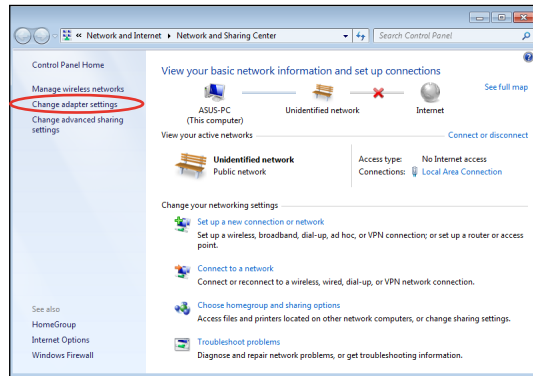 « Network and Internet ▸ Network and Sharing Center
Search Control Panel
Control Panel Home
Manage wireless networks
Change adapter settings
Change advanced sharing
settings
See also
HomeGroup
Internet Options
Windows Firewall
View your basic network information and set up connections
See full map
ASUS-PC
(This computer)
Unidentified network
Internet
View your active networks
Connect or disconnect
Unidentified network
Public network
Access type: No Internet access
Connections: Local Area Connection
Change your networking settings
Set up a new connection or network
Set up a wireless, broadband, dial-up, ad hoc, or VPN connection; or set up a router or access
point.
Connect to a network
Connect or reconnect to a wireless, wired, dial-up, or VPN network connection.
Choose homegroup and sharing options
Access files and printers located on other network computers, or change sharing settings.
Troubleshoot problems
Diagnose and repair network problems, or get troubleshooting information.